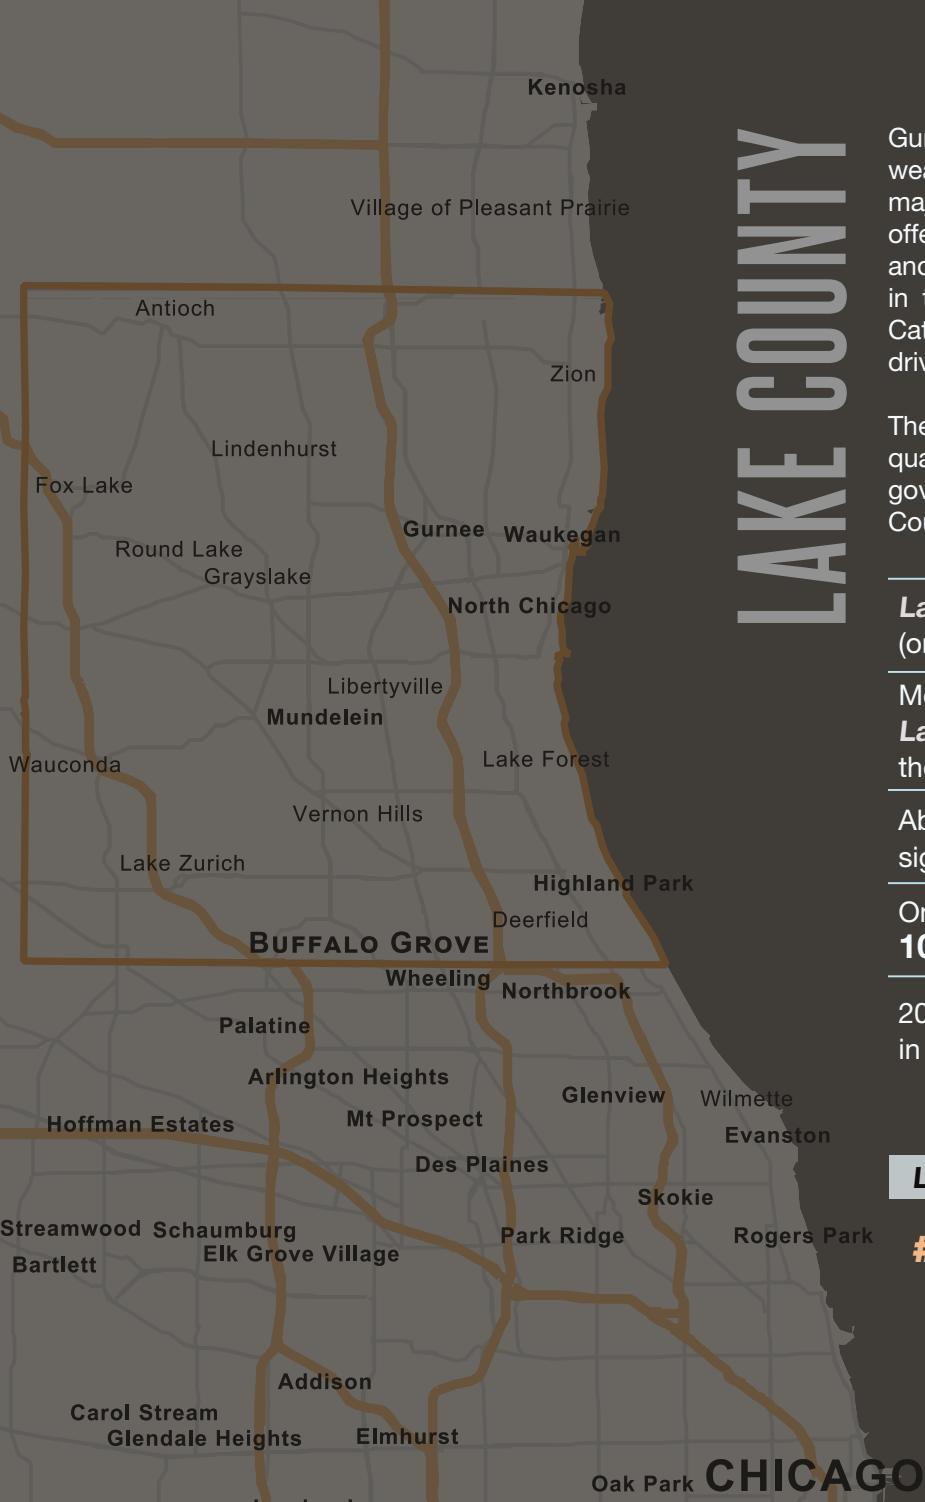 Kenosha
Village of Pleasant Prairie
Antioch
Zion
Lindenhurst
Fox Lake
Gurnee
Waukegan
Round Lake
Grayslake
North Chicago
Libertyville
Mundelein
Lake Forest
Wauconda
Vernon Hills
Lake Zurich
Highland Park
Deerfield
BUFFALO GROVE
Wheeling
Northbrook
Palatine
Arlington Heights
Glenview
Wilmette
Mt Prospect
Hoffman Estates
Evanston
Des Plaines
Skokie
Streamwood
Schaumburg
Park Ridge
Rogers Park
Elk Grove Village
Bartlett
Addison
Carol Stream
Glendale Heights
Elmhurst
Oak Park
CHICAGO
LAKE COUNTY
in
(or
in
#